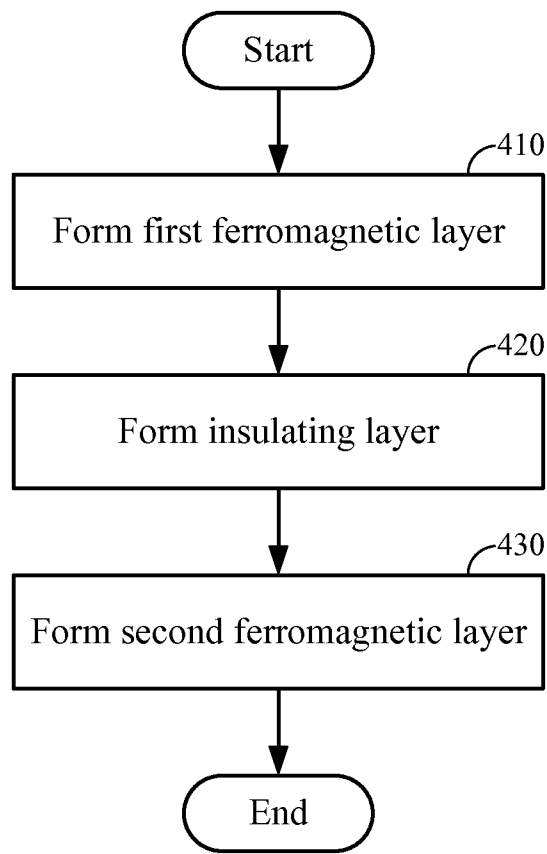 Start
410
Form first ferromagnetic layer
420
Form insulating layer
430
Form second ferromagnetic layer
End